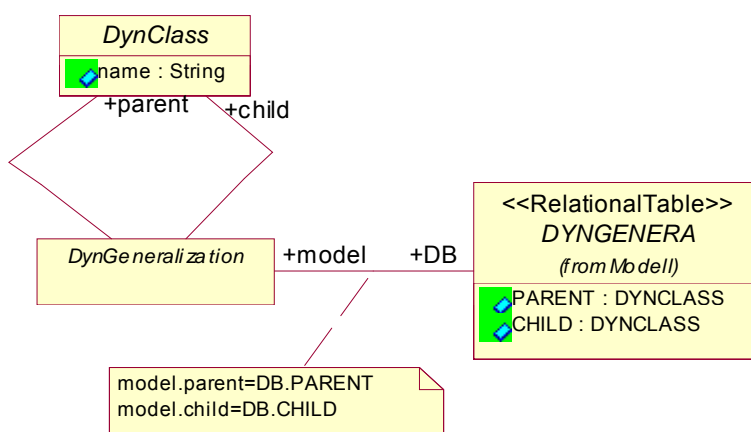 DynClass
name : String
+parent
+child
DynGeneralization
+model
+DB
<<RelationalTable>>
DYNGENERA
(from Modell)
PARENT : DYNCLASS
CHILD : DYNCLASS
model.parent=DB.PARENT
model.child=DB.CHILD